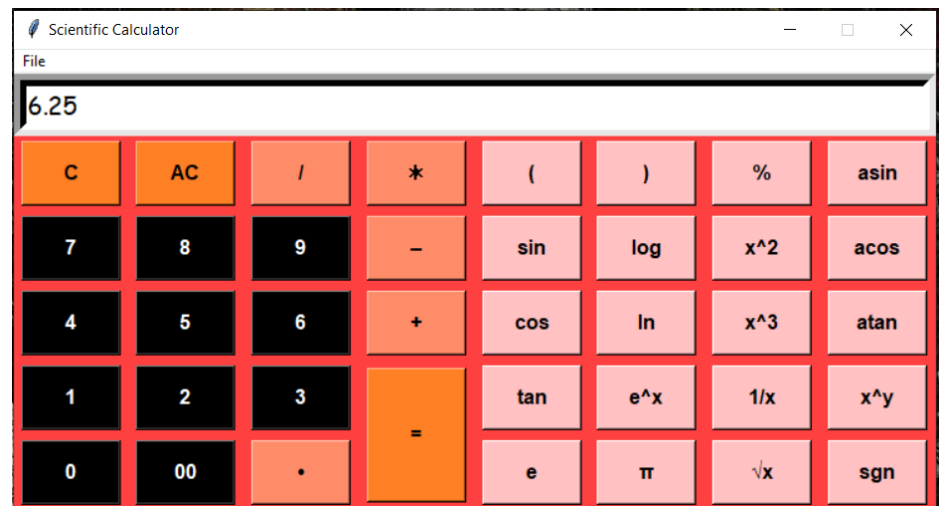 Scientific Calculator
File
6.25
C AC / * ( ) % asin
7 8 9 – sin log x^2 acos
4 5 6 + cos ln x^3 atan
1 2 3 = tan e^x 1/x x^y
0 00 • e π √x sgn